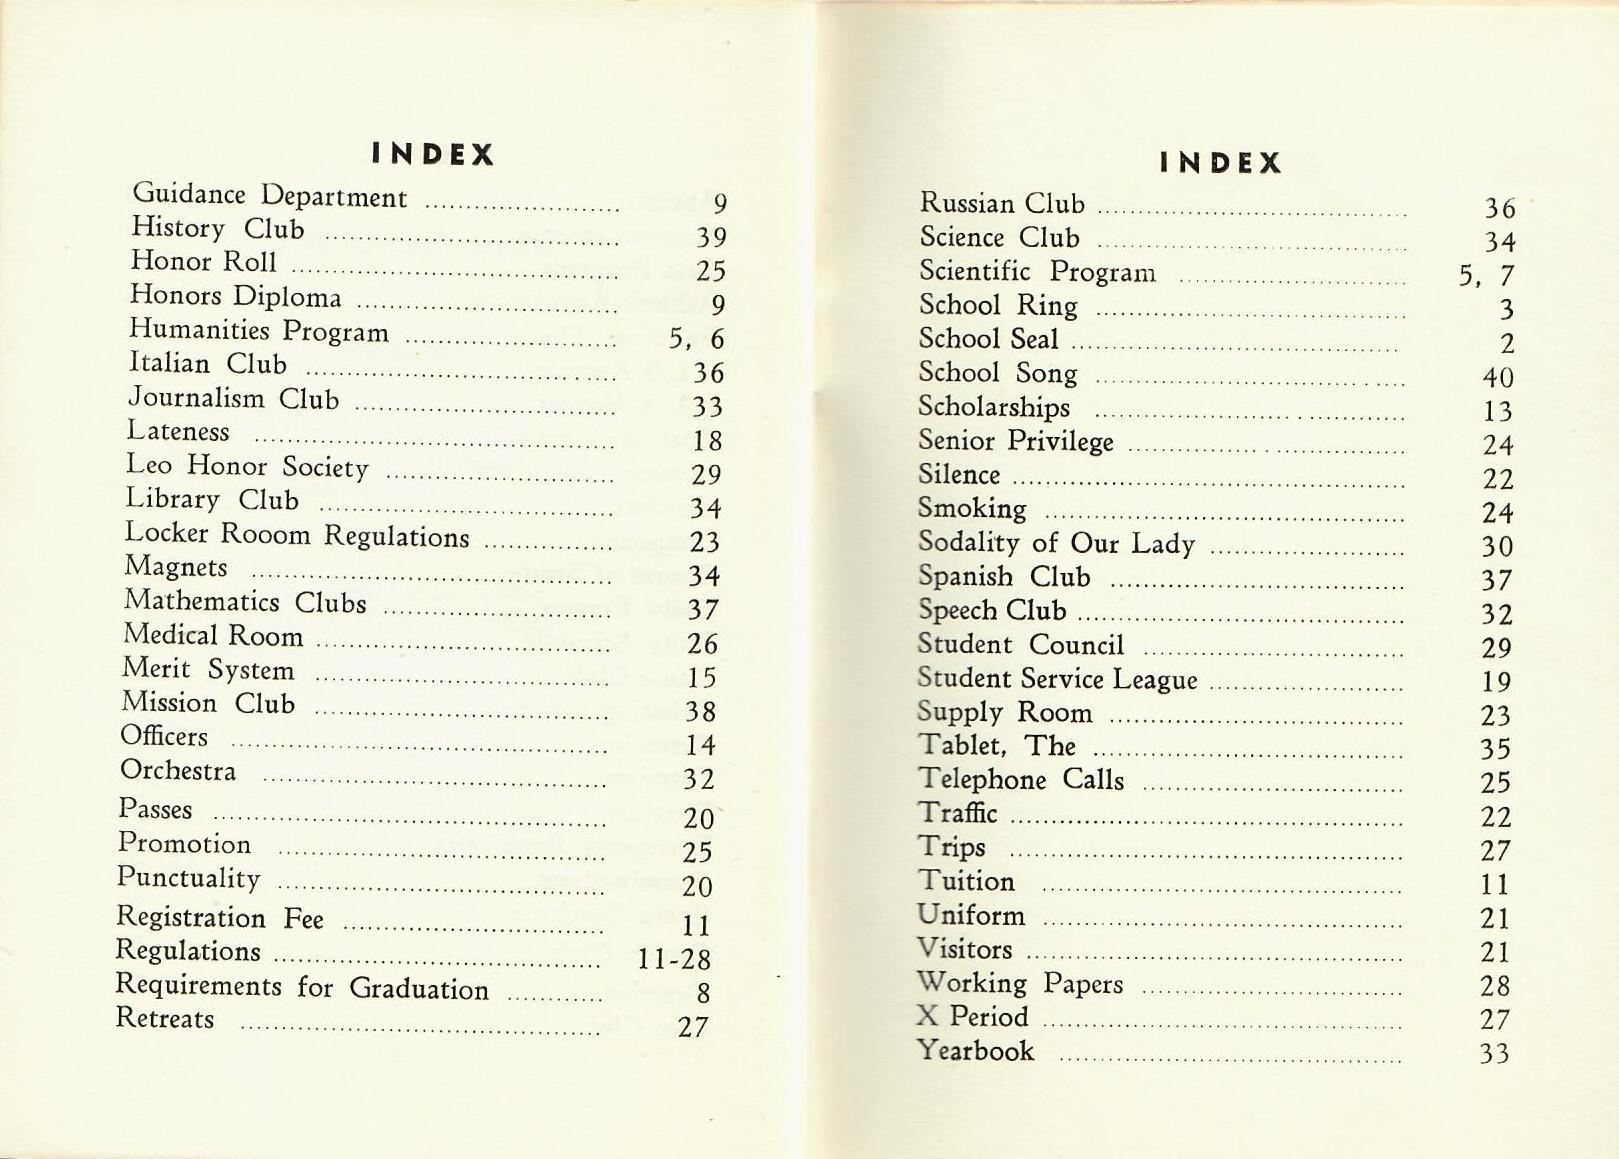 INDEX
Guidance Department ........................ 9
History Club .................................... 39
Honor Roll ........................................ 25
Honors Diploma ................................ 9
Humanities Program .......................... 5, 6
Italian Club ...................................... 36
Journalism Club ................................ 33
Lateness ............................................ 18
Leo Honor Society ............................ 29
Library Club .................................... 34
Locker Rooom Regulations ................ 23
Magnets ............................................ 34
Mathematics Clubs ............................ 37
Medical Room .................................... 26
Merit System .................................... 15
Mission Club .................................... 38
Officers .............................................. 14
Orchestra .......................................... 32
Passes ................................................ 20
Promotion ........................................ 25
Punctuality ........................................ 20
Registration Fee ................................ 11
Regulations ........................................ 11-28
Requirements for Graduation ............ 8
Retreats ............................................ 27
INDEX
Russian Club ...................................... 36
Science Club ...................................... 34
Scientific Program ............................ 5, 7
School Ring ...................................... 3
School Seal ........................................ 2
School Song ...................................... 40
Scholarships ...................................... 13
Senior Privilege .................................. 24
Silence ................................................ 22
Smoking ............................................ 24
Sodality of Our Lady ........................ 30
Spanish Club .................................... 37
Speech Club ........................................ 32
Student Council ................................ 29
Student Service League ........................ 19
Supply Room .................................... 23
Tablet, The ...................................... 35
Telephone Calls ................................ 25
Traffic ................................................ 22
Trips ................................................ 27
Tuition ............................................ 11
Uniform ............................................ 21
Visitors .............................................. 21
Working Papers ................................ 28
X Period ............................................ 27
Yearbook .......................................... 33